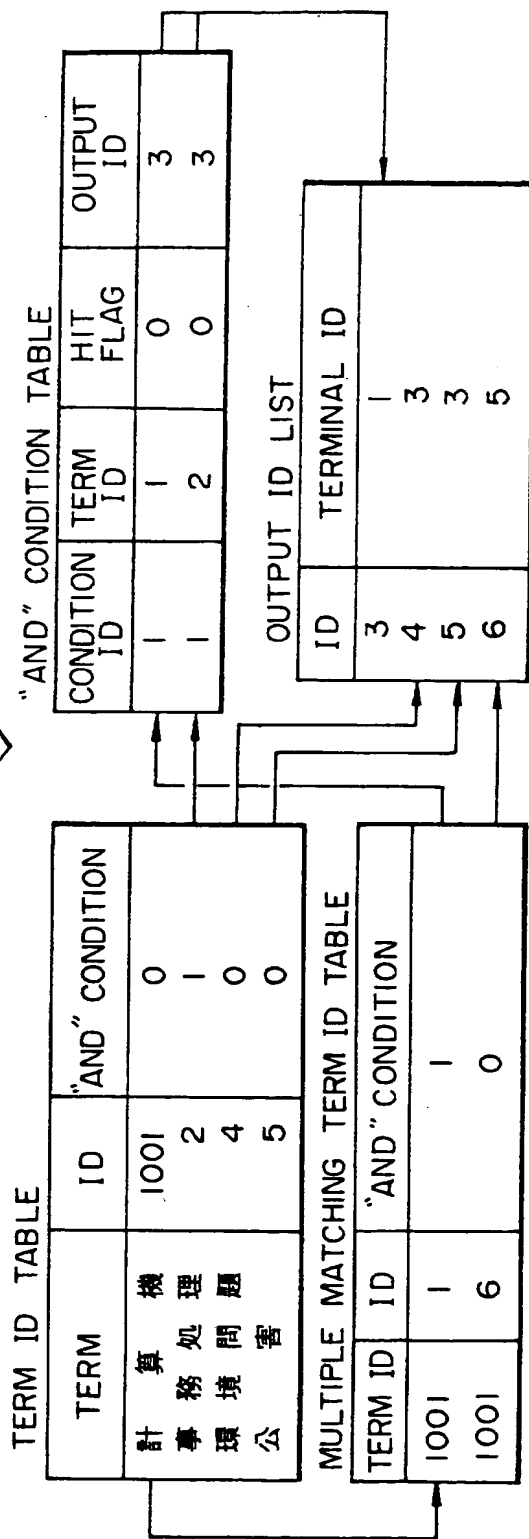 TERM ID TABLE
TERM ID "AND" CONDITION
計算機 1001 0
事務処理 2 1
環境問題 4 0
公害 5 0
MULTIPLE MATCHING TERM ID TABLE
TERM ID ID "AND" CONDITION
1001 1 1
1001 6 0
"AND" CONDITION TABLE
CONDITION ID TERM ID HIT FLAG OUTPUT ID
1 1 0 3
1 2 0 3
OUTPUT ID LIST
ID TERMINAL ID
3 1
4 3
5 3
6 5